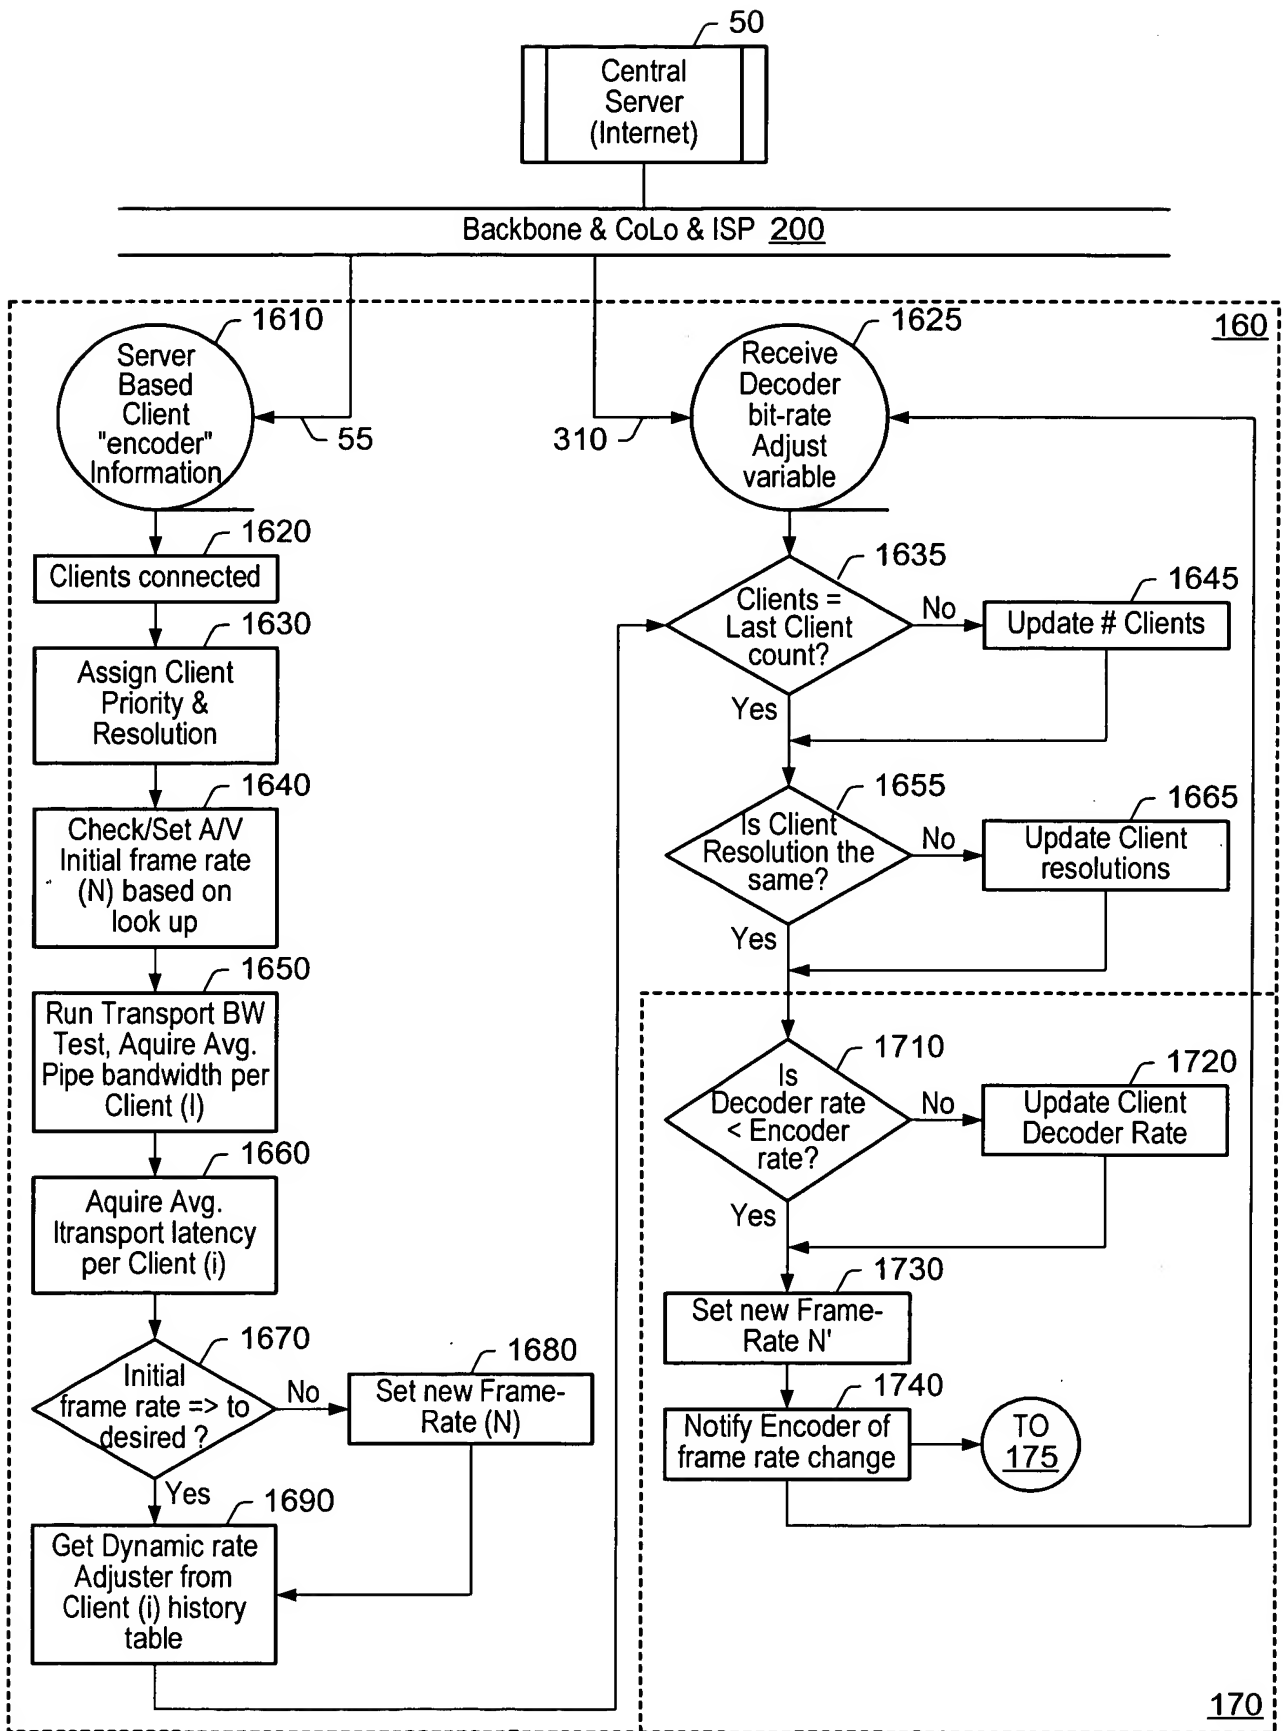 50
Central
Server
(Internet)
Backbone & CoLo & ISP 200
160
1610
Server
Based
Client
"encoder"
Information
55
1620
Clients connected
1630
Assign Client
Priority &
Resolution
1640
Check/Set A/V
Initial frame rate
(N) based on
look up
1650
Run Transport BW
Test, Aquire Avg.
Pipe bandwidth per
Client (I)
1660
Aquire Avg.
Itransport latency
per Client (i)
1670
Initial
frame rate => to
desired ?
No
1680
Set new Frame-
Rate (N)
Yes
1690
Get Dynamic rate
Adjuster from
Client (i) history
table
310
1625
Receive
Decoder
bit-rate
Adjust
variable
1635
Clients =
Last Client
count?
No
1645
Update # Clients
Yes
1655
Is Client
Resolution the
same?
No
1665
Update Client
resolutions
Yes
1710
Is
Decoder rate
< Encoder
rate?
No
1720
Update Client
Decoder Rate
Yes
1730
Set new Frame-
Rate N'
1740
Notify Encoder of
frame rate change
TO
175
170